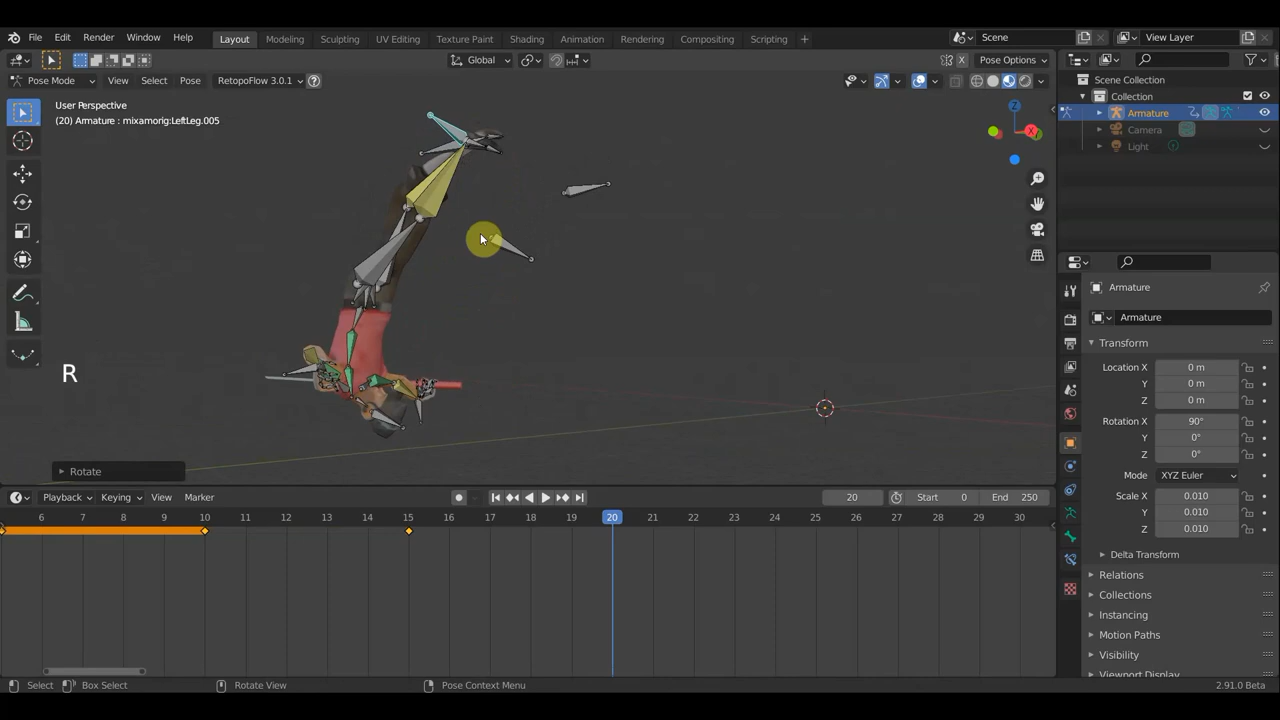 File Edit Render Window Help Layout Modeling Sculpting UV Editing Texture Paint Shading Animation Rendering Compositing Scripting + Scene View Layer
Global X Pose Options
Pose Mode View Select Pose RetopoFlow 3.0.1 ?
Scene Collection
User Perspective
(20) Armature : mixamorig:LeftLeg.005
Collection
Armature
Camera
Light
Z
X
Armature
Armature
Transform
Location X 0 m
Y 0 m
Z 0 m
R
Rotation X 90°
Y 0°
Z 0°
Rotate
Mode XYZ Euler
Playback Keying View Marker 20 Start 0 End 250
Scale X 0.010
Y 0.010
Z 0.010
6 7 8 9 10 11 12 13 14 15 16 17 18 19 20 21 22 23 24 25 26 27 28 29 30
Delta Transform
Relations
Collections
Instancing
Motion Paths
Visibility
Viewport Display
Select Box Select Rotate View Pose Context Menu 2.91.0 Beta